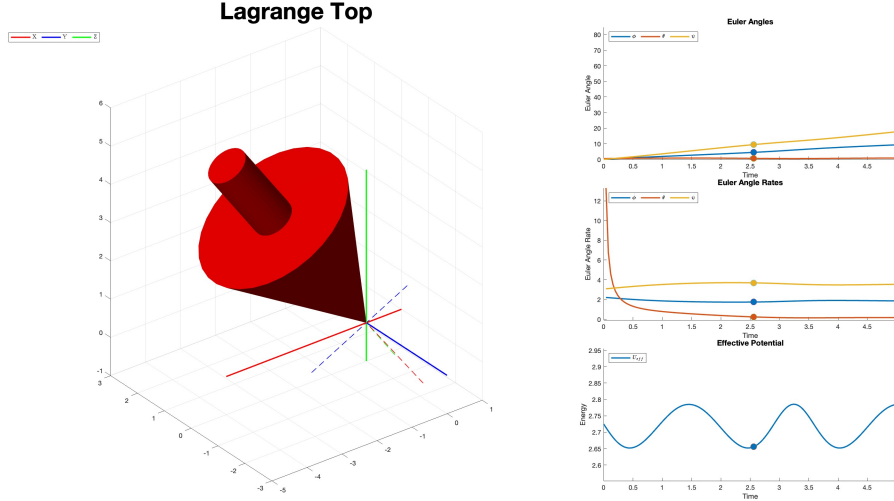 Lagrange Top
X Y Z
6
5
4
3
2
1
0
-1
3
2
1
0
-1
-2
-3
-5
-4
-3
-2
-1
0
1
Euler Angles
ϕ θ ψ
Euler Angle
80
70
60
50
40
30
20
10
0
0 0.5 1 1.5 2 2.5 3 3.5 4 4.5
Time
Euler Angle Rates
Euler Angle Rate
12
10
8
6
4
2
0
0 0.5 1 1.5 2 2.5 3 3.5 4 4.5
Time
Effective Potential
U_eff
Energy
2.95
2.9
2.85
2.8
2.75
2.7
2.65
2.6
0 0.5 1 1.5 2 2.5 3 3.5 4 4.5
Time